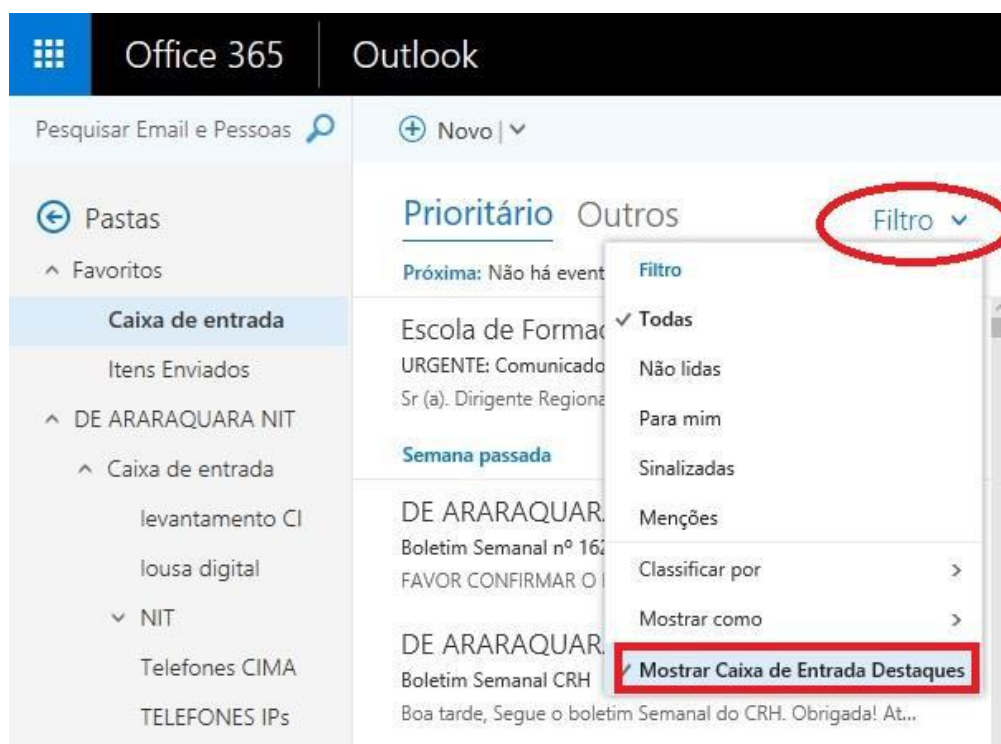 Office 365
Outlook
Pesquisar Email e Pessoas
Novo
Pastas
Favoritos
Caixa de entrada
Itens Enviados
DE ARARAQUARA NIT
Caixa de entrada
levantamento CI
lousa digital
NIT
Telefones CIMA
TELEFONES IPs
Prioritário Outros
Filtro
Próxima: Não há event
Escola de Formaç
URGENTE: Comunicado
Sr (a). Dirigente Regiona
Semana passada
DE ARARAQUAR
Boletim Semanal nº 162
FAVOR CONFIRMAR O
DE ARARAQUAR
Boletim Semanal CRH
Boa tarde, Segue o boletim Semanal do CRH. Obrigada! At...
Filtro
Todas
Não lidas
Para mim
Sinalizadas
Menções
Classificar por
Mostrar como
Mostrar Caixa de Entrada Destaques